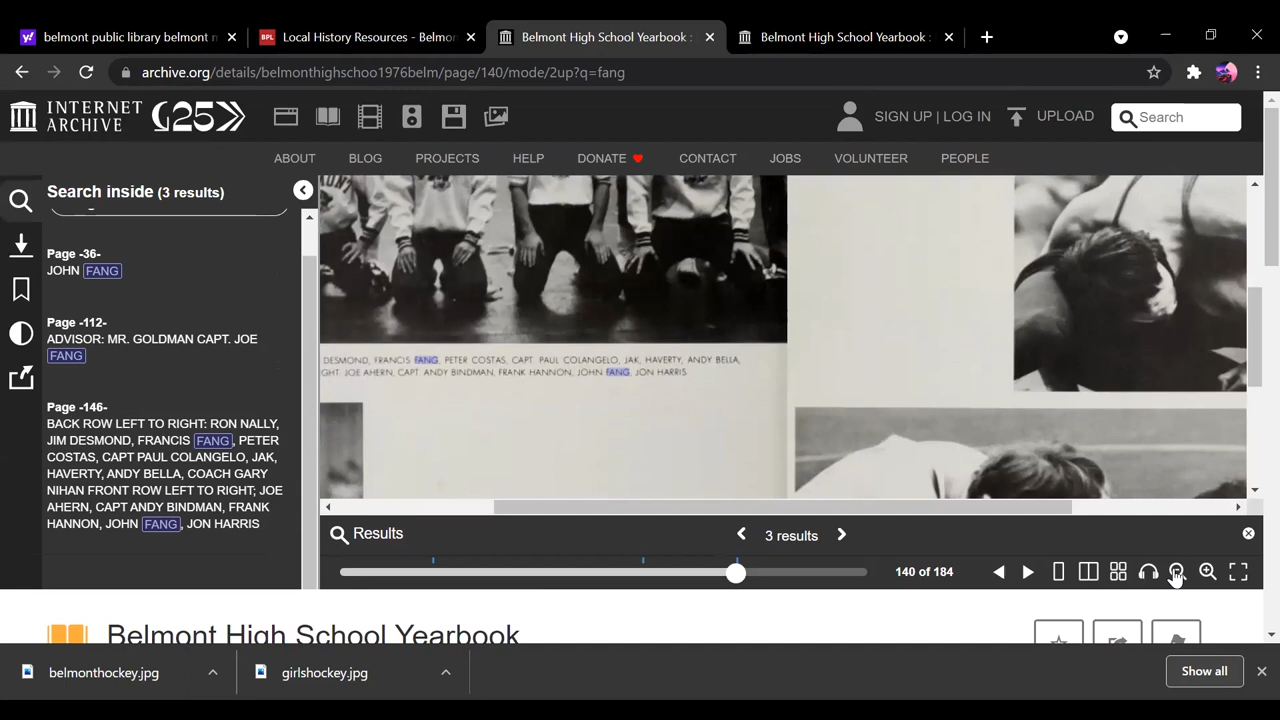 belmont public library belmont
Local History Resources - Belmo
Belmont High School Yearbook :
Belmont High School Yearbook :
archive.org/details/belmonthighschoo1976belm/page/140/mode/2up?q=fang
INTERNET ARCHIVE
25
SIGN UP | LOG IN
UPLOAD
Search
ABOUT BLOG PROJECTS HELP DONATE CONTACT JOBS VOLUNTEER PEOPLE
Search inside (3 results)
Page -36-
JOHN FANG
Page -112-
ADVISOR: MR. GOLDMAN CAPT. JOE
FANG
Page -146-
BACK ROW LEFT TO RIGHT: RON NALLY,
JIM DESMOND, FRANCIS FANG, PETER
COSTAS, CAPT PAUL COLANGELO, JAK,
HAVERTY, ANDY BELLA, COACH GARY
NIHAN FRONT ROW LEFT TO RIGHT; JOE
AHERN, CAPT ANDY BINDMAN, FRANK
HANNON, JOHN FANG, JON HARRIS
DESMOND, FRANCIS FANG, PETER COSTAS, CAPT. PAUL COLANGELO, JAK, HAVERTY, ANDY BELLA,
GHT: JOE AHERN, CAPT. ANDY BINDMAN, FRANK HANNON, JOHN FANG, JON HARRIS
Results
3 results
140 of 184
Belmont High School Yearbook
belmonthockey.jpg
girlshockey.jpg
Show all